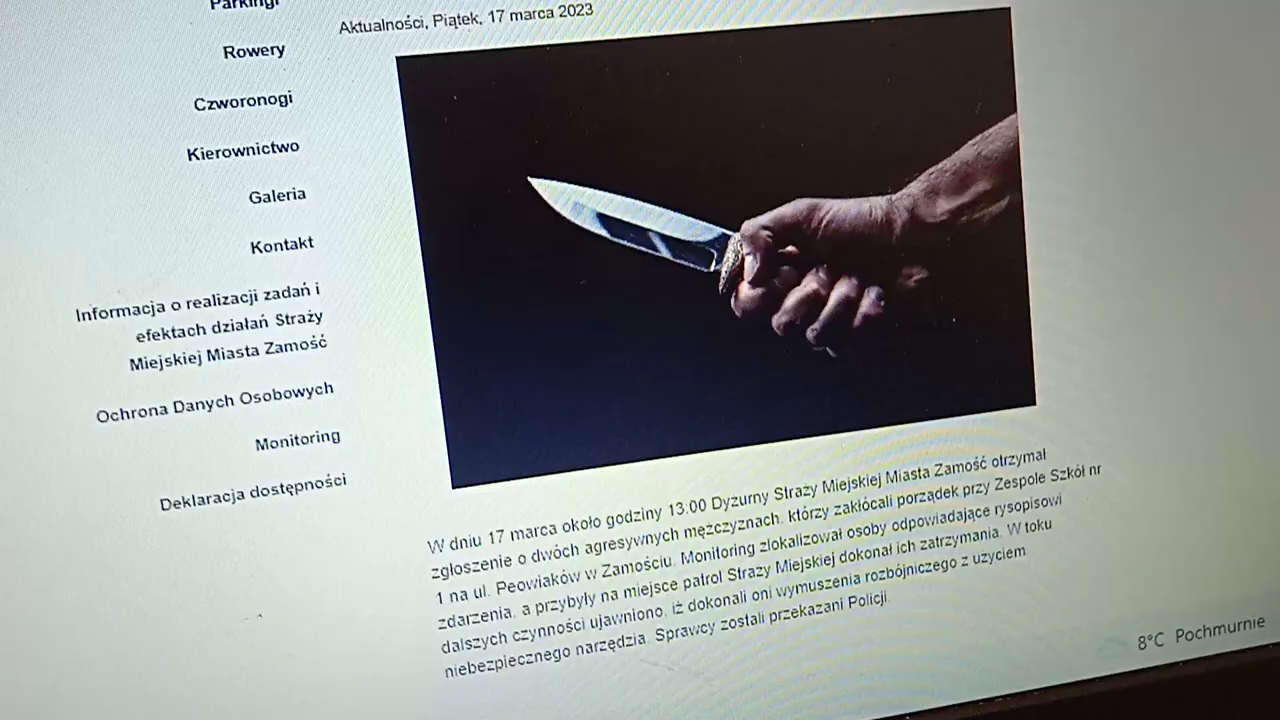 Parkingi
Rowery
Czworonogi
Kierownictwo
Galeria
Kontakt
Informacja o realizacji zadań i
efektach działań Straży
Miejskiej Miasta Zamość
Ochrona Danych Osobowych
Monitoring
Deklaracja dostępności
Aktualności, Piątek, 17 marca 2023
W dniu 17 marca około godziny 13:00 Dyżurny Straży Miejskiej Miasta Zamość otrzymał
zgłoszenie o dwóch agresywnych mężczyznach, którzy zakłócali porządek przy Zespole Szkół nr
1 na ul. Peowiaków w Zamościu. Monitoring zlokalizował osoby odpowiadające rysopisowi
zdarzenia, a przybyły na miejsce patrol Straży Miejskiej dokonał ich zatrzymania. W toku
dalszych czynności ujawniono, iż dokonali oni wymuszenia rozbójniczego z użyciem
niebezpiecznego narzędzia. Sprawcy zostali przekazani Policji.
8°C Pochmurnie